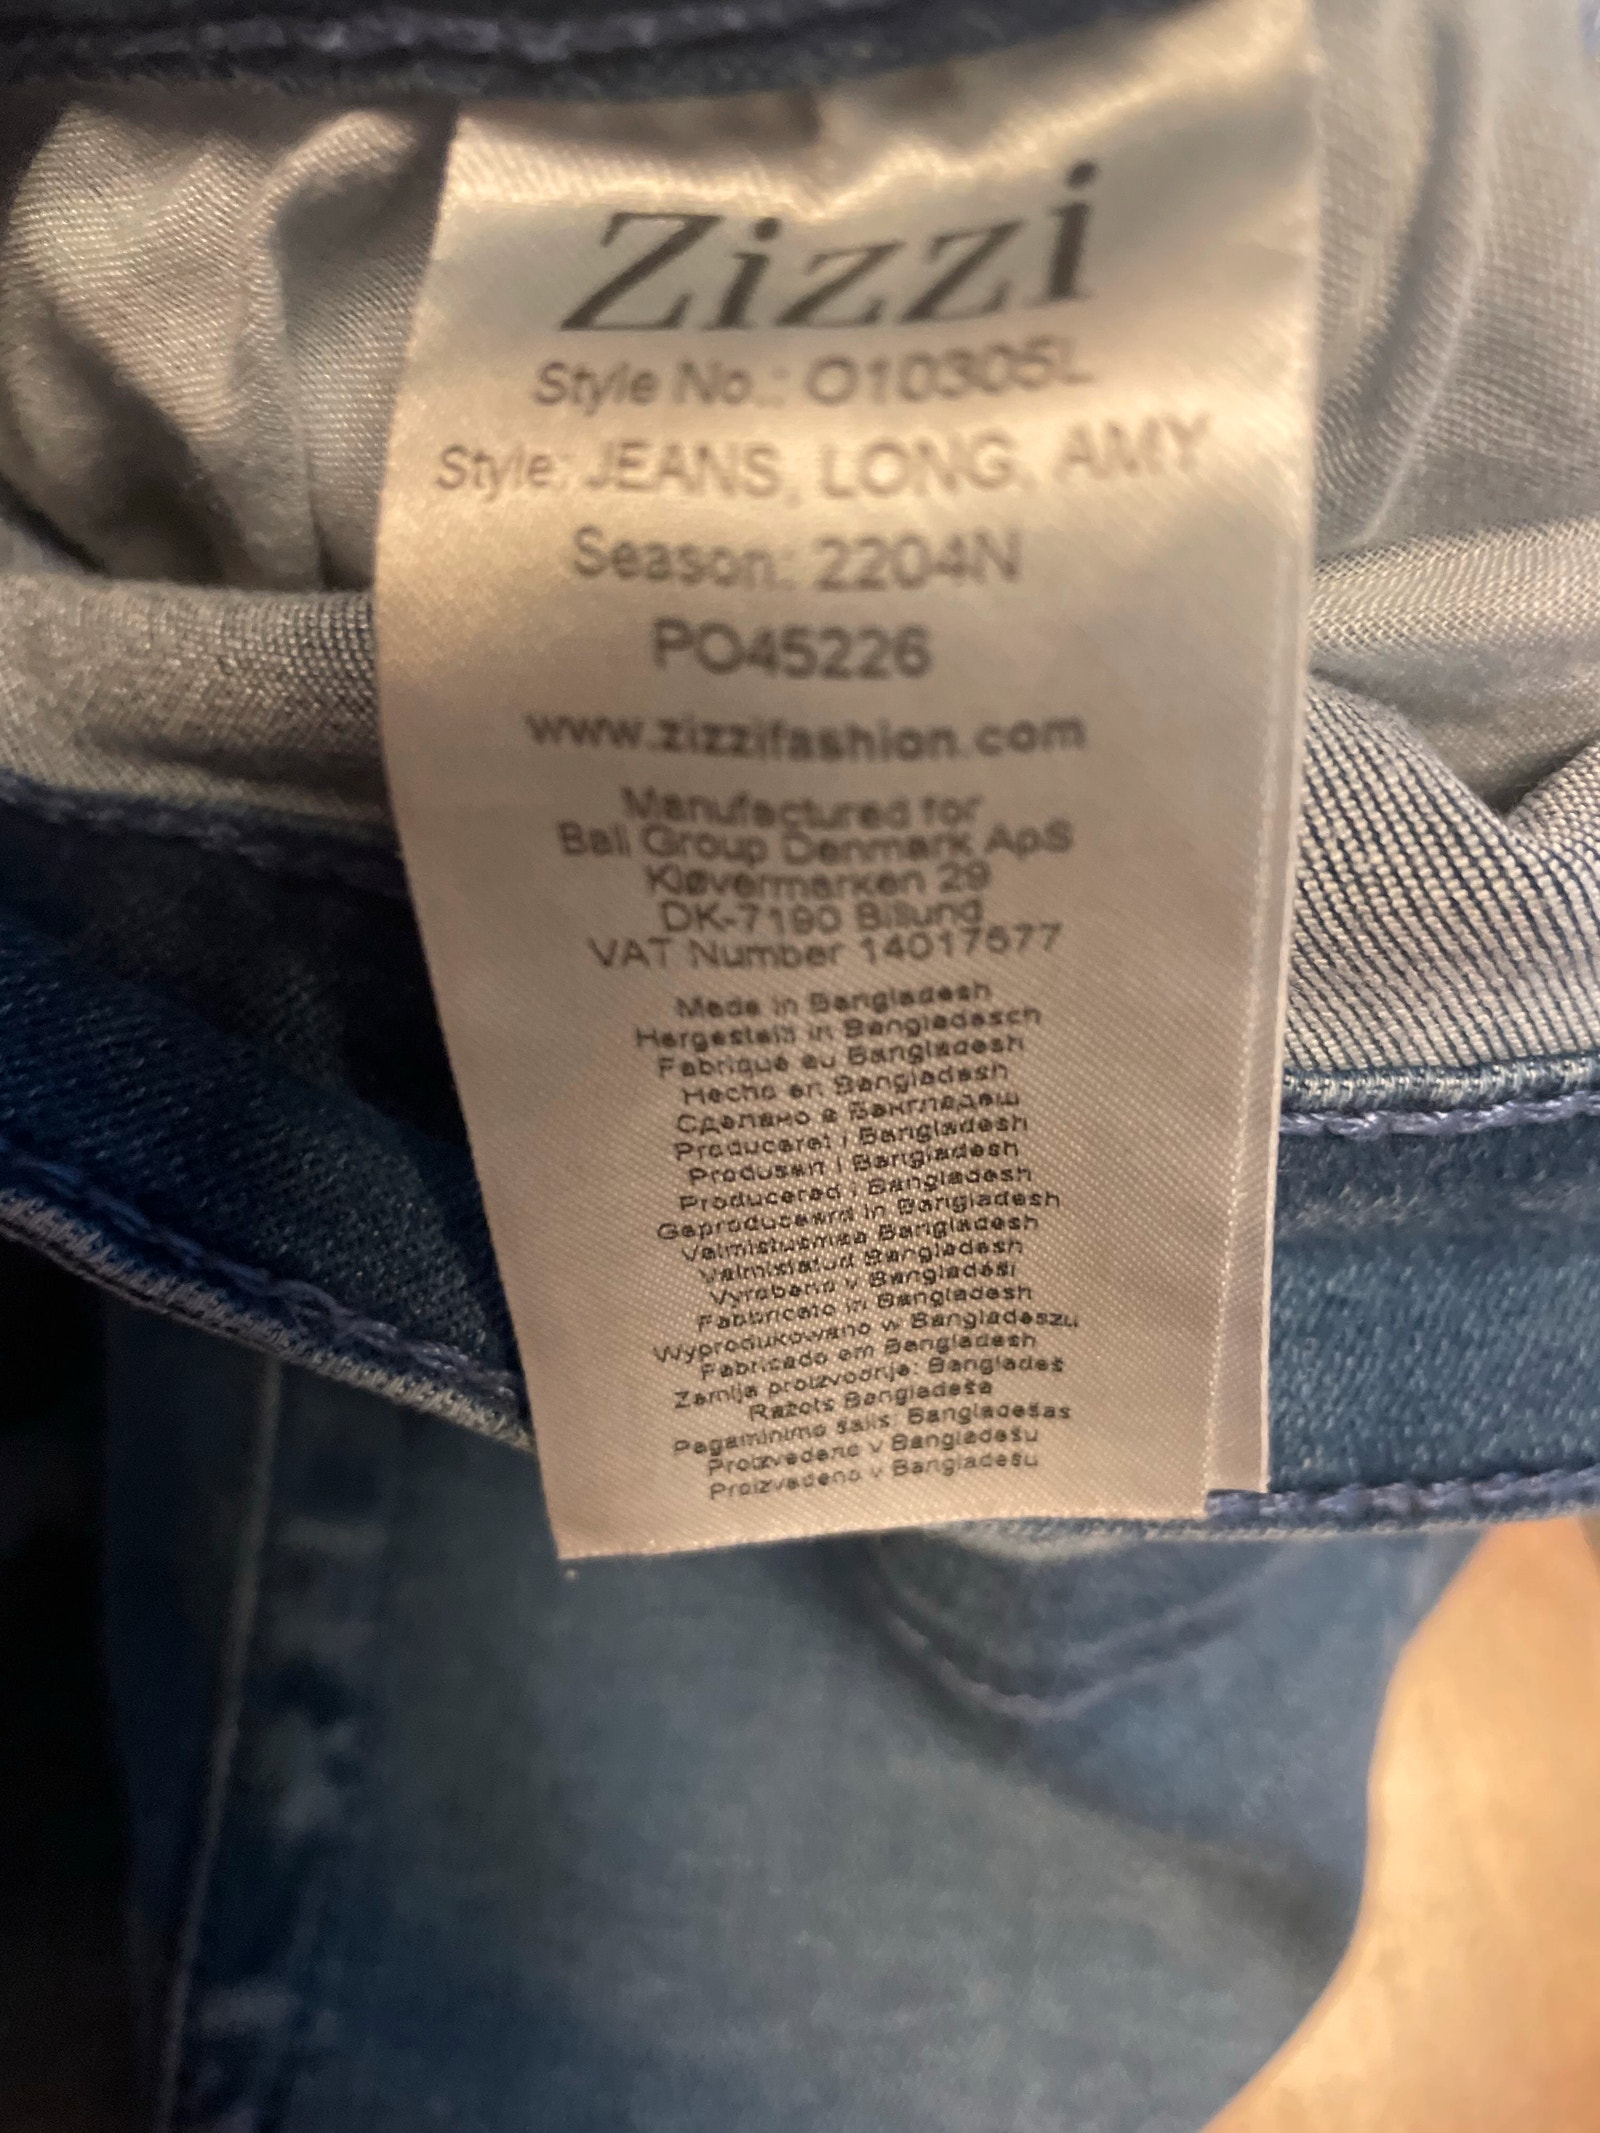 Zizzi
Style No.: O10305L
Style: JEANS, LONG, AMY
Season: 2204N
PO45226
www.zizzifashion.com
Manufactured for
Bali Group Denmark ApS
Kløvermarken 29
DK-7190 Billund
VAT Number 14017577
Made in Bangladesh
Hergestellt in Bangladesch
Fabriqué au Bangladesh
Hecho en Bangladesh
Сделано в Бангладеш
Produceret i Bangladesh
Produsert i Bangladesh
Producerad i Bangladesh
Geproduceerd in Bangladesh
Valmistusmaa Bangladesh
Valmistatud Bangladesh
Vyrobeno v Bangladési
Fabbricato in Bangladesh
Wyprodukowano w Bangladeszu
Fabricado em Bangladesh
Zemlja proizvodnje: Bangladeš
Ražots Bangladeša
Pagaminimo šalis: Bangladešas
Proizvedeno v Bangladešu
Proizvedeno v Bangladešu